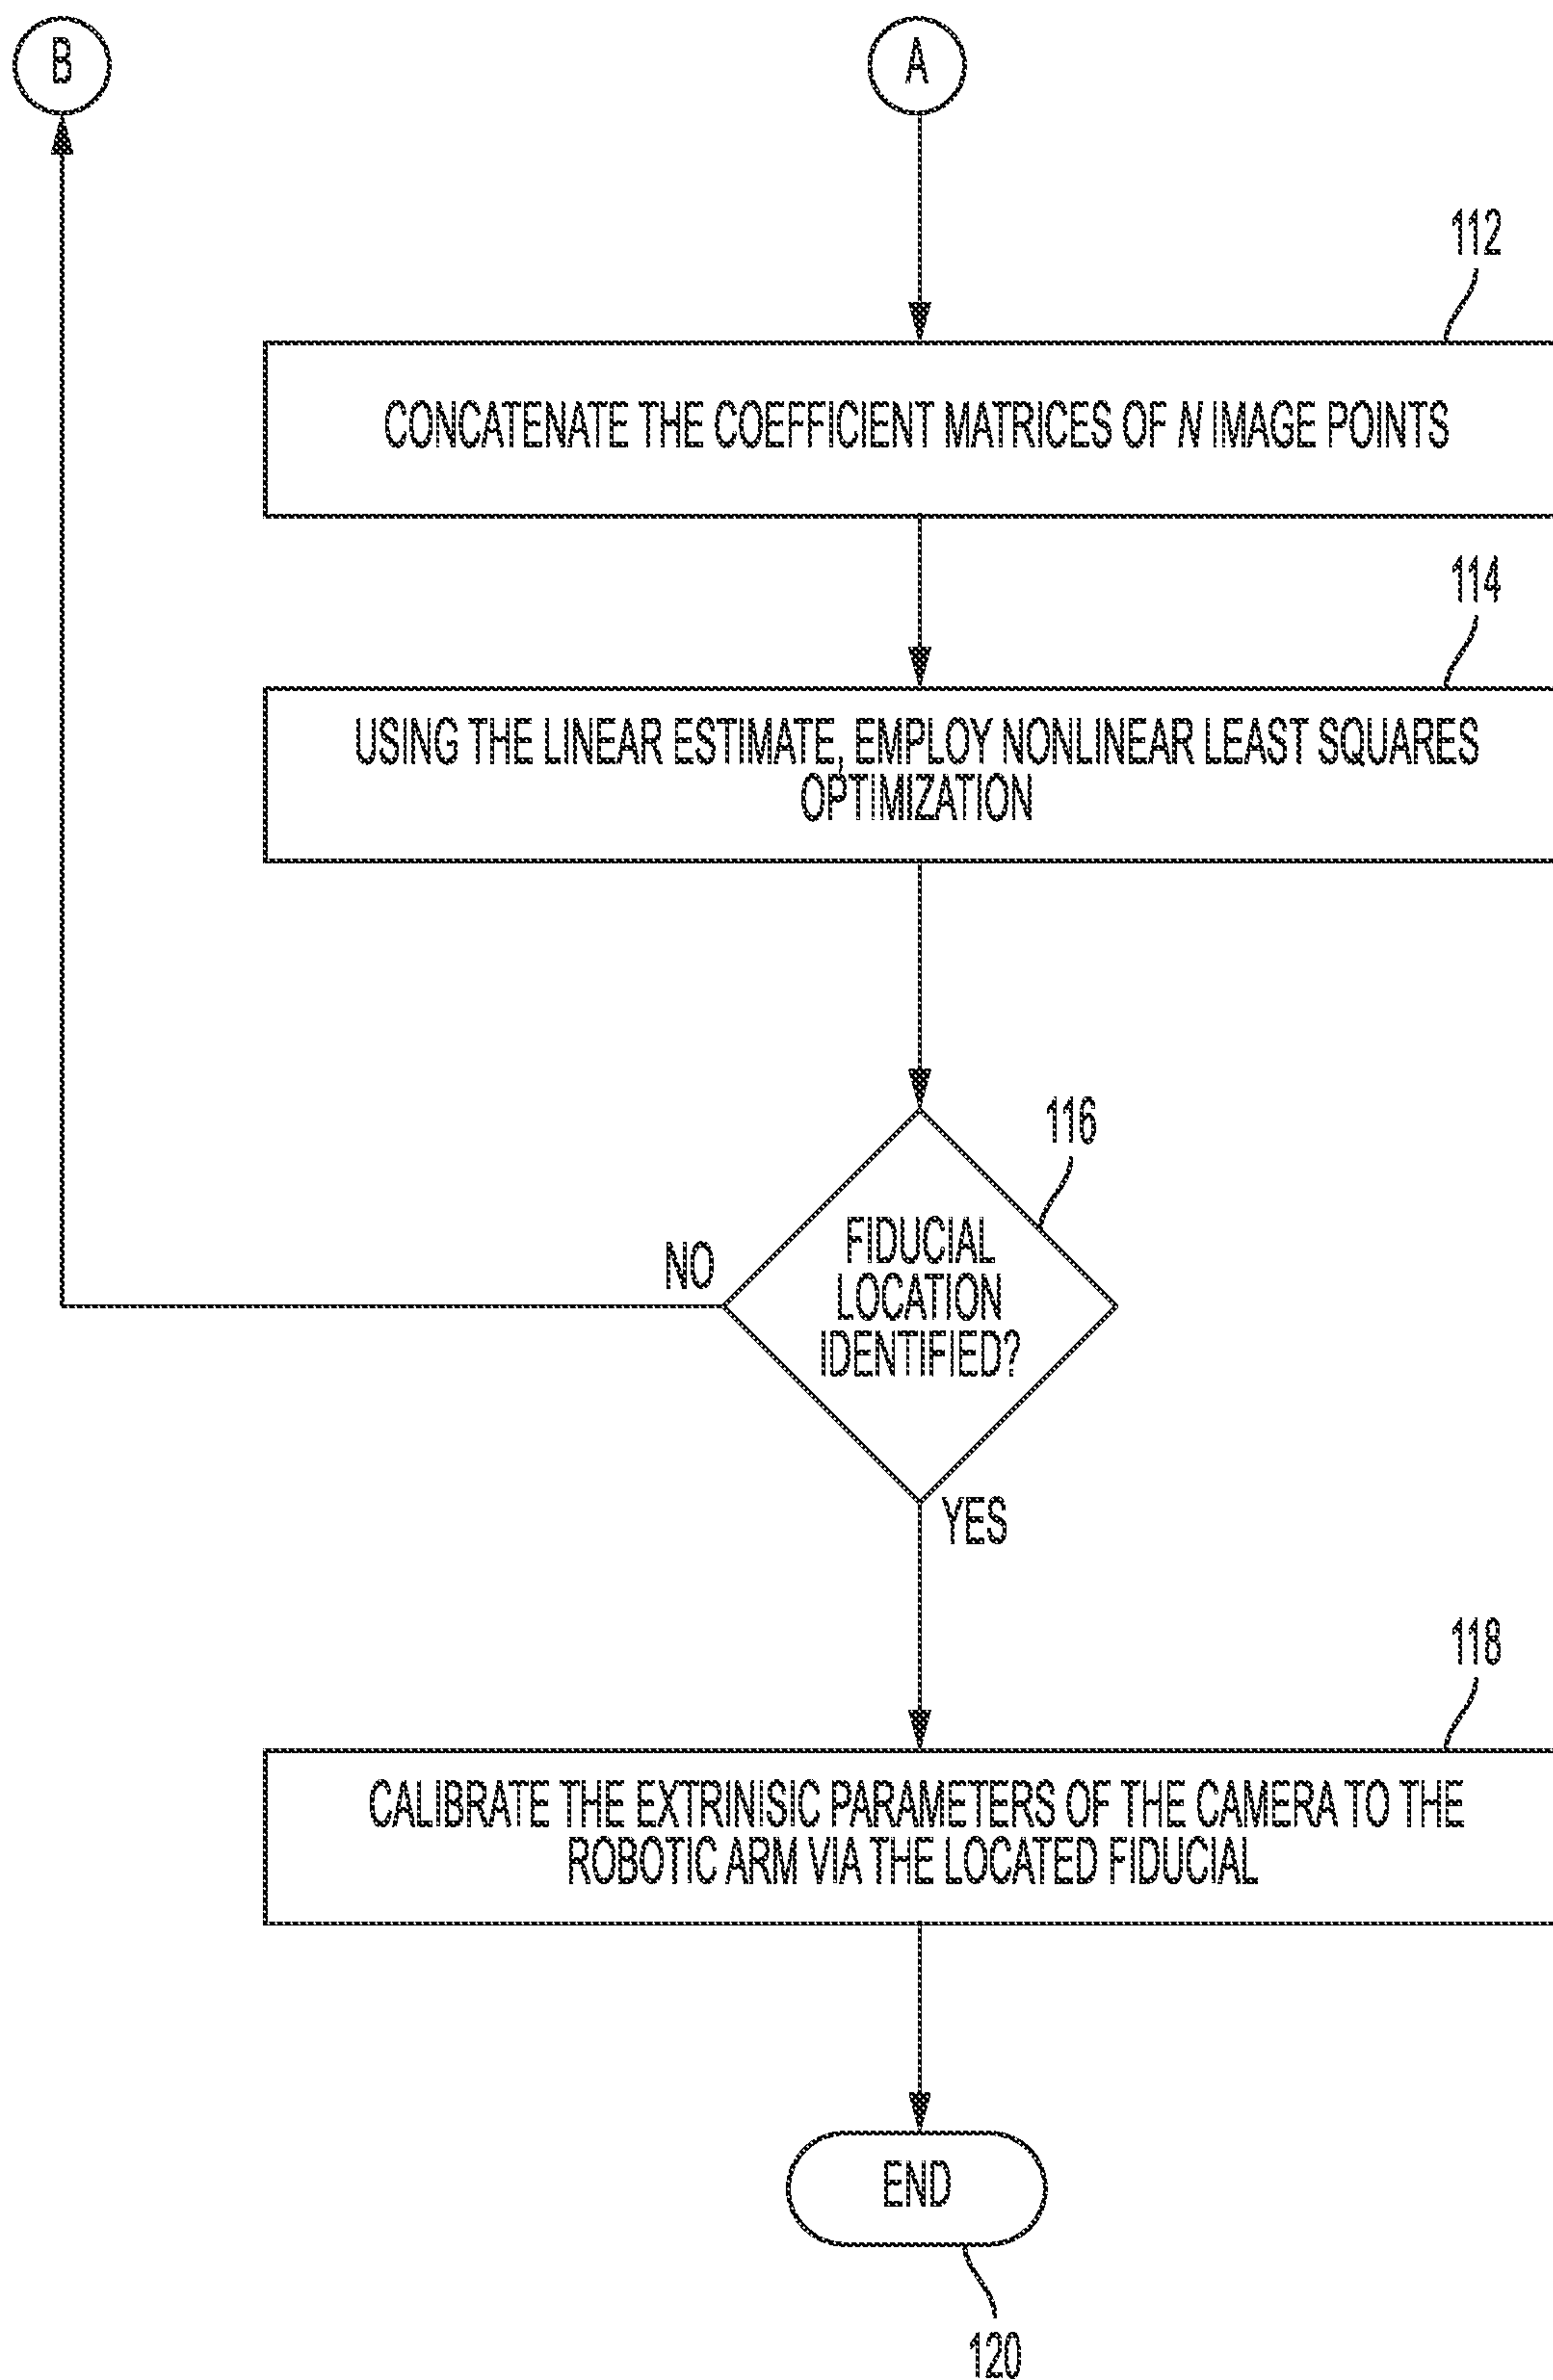 B
A
112
CONCATENATE THE COEFFICIENT MATRICES OF N IMAGE POINTS
114
USING THE LINEAR ESTIMATE, EMPLOY NONLINEAR LEAST SQUARES
OPTIMIZATION
116
NO
FIDUCIAL
LOCATION
IDENTIFIED?
YES
118
CALIBRATE THE EXTRINISIC PARAMETERS OF THE CAMERA TO THE
ROBOTIC ARM VIA THE LOCATED FIDUCIAL
END
120